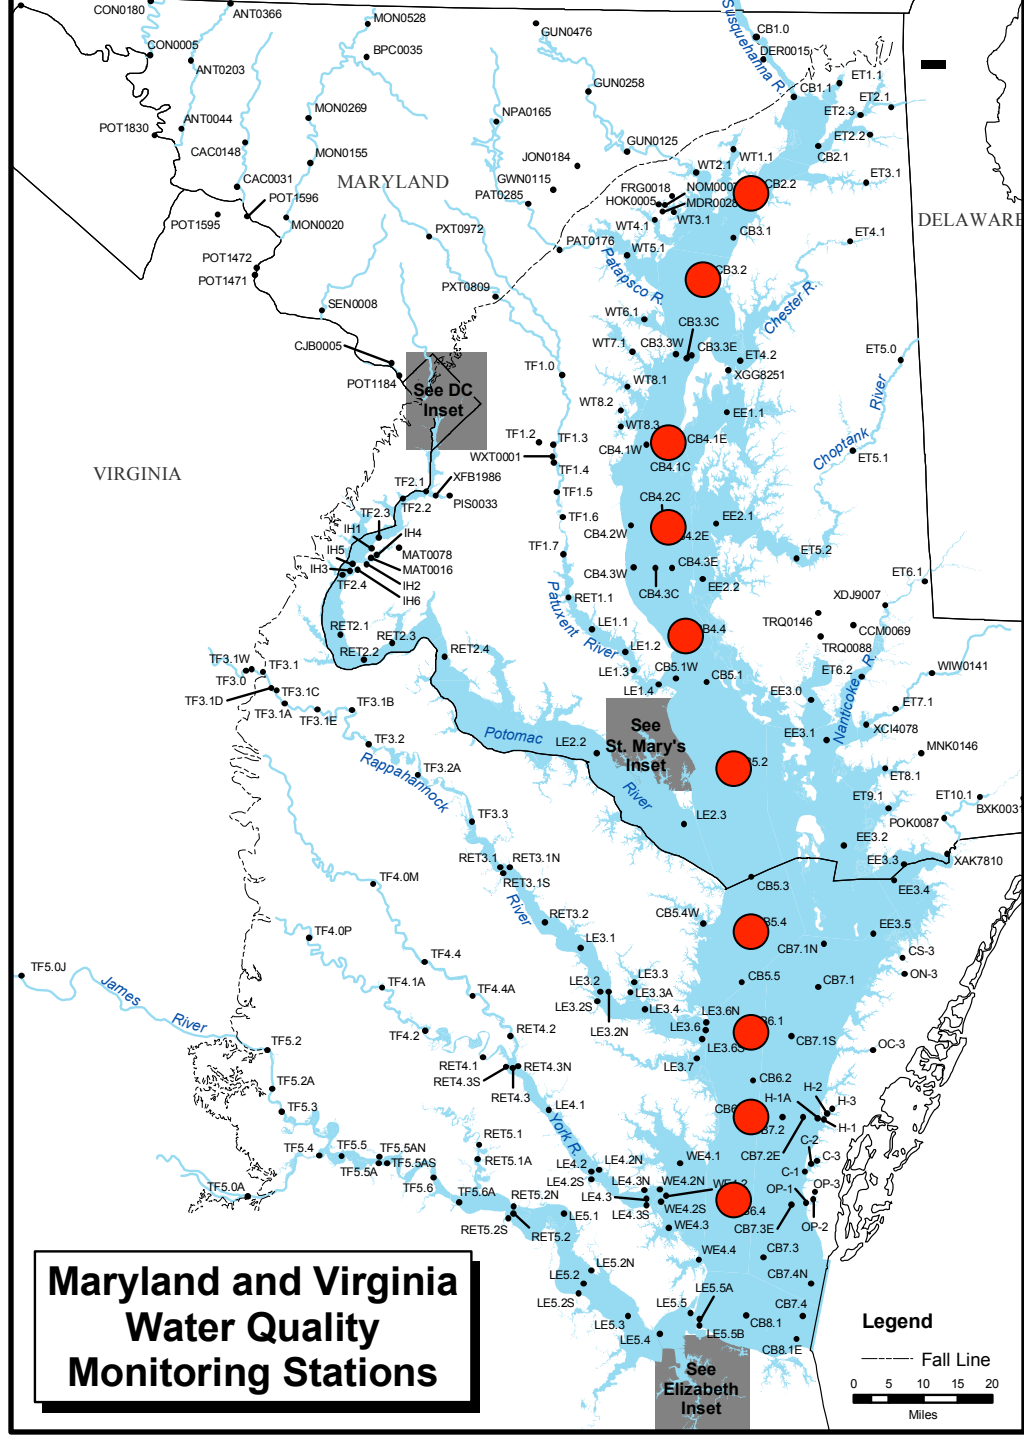 CON0180
ANT0366
MON0528
GUN0476
CB1.0
DER0015
Susquehanna R.
CON0005
ANT0203
BPC0035
GUN0258
CB1.1
ET1.1
ET2.1
ET2.3
ET2.2
POT1830
ANT0044
MON0269
NPA0165
CAC0148
MON0155
JON0184
GUN0125
WT2.1
WT1.1
CB2.1
ET3.1
CAC0031
MARYLAND
GWN0115
PAT0285
FRG0018
HOK0005
MDR0028
CB2.2
POT1596
POT1595
MON0020
PXT0972
PAT0176
WT4.1
WT3.1
WT5.1
CB3.1
ET4.1
DELAWARE
POT1472
POT1471
Patapsco R.
CB3.2
PXT0809
SEN0008
Chester R.
WT6.1
CB3.3C
WT7.1
CB3.3W
CB3.3E
ET4.2
XGG8251
ET5.0
CJB0005
POT1184
See DC
Inset
TF1.0
WT8.1
WT8.2
EE1.1
Choptank
River
WT8.3
CB4.1W
CB4.1E
CB4.1C
ET5.1
TF1.2
TF1.3
WXT0001
TF1.4
VIRGINIA
XFB1986
TF2.1
TF2.2
PIS0033
TF1.5
CB4.2C
TF2.3
TF1.6
CB4.2W
4.2E
EE2.1
IH1
IH4
IH5
IH3
MAT0078
MAT0016
IH2
IH6
TF2.4
TF1.7
CB4.3W
CB4.3E
CB4.3C
EE2.2
ET5.2
ET6.1
RET1.1
Patuxent River
LE1.1
B4.4
XDJ9007
TRQ0146
CCM0069
TRQ0088
RET2.1
RET2.3
RET2.2
RET2.4
LE1.2
LE1.3
LE1.4
CB5.1W
CB5.1
ET6.2
Nanticoke R.
WIW0141
TF3.1W
TF3.1
TF3.0
TF3.1D
TF3.1C
TF3.1A
TF3.1E
TF3.1B
EE3.0
ET7.1
XCI4078
See
St. Mary's
Inset
TF3.2
Potomac
River
LE2.2
EE3.1
MNK0146
Rappahannock
River
TF3.2A
5.2
ET8.1
ET9.1
ET10.1
BXK0031
POK0087
TF3.3
LE2.3
EE3.2
EE3.3
XAK7810
RET3.1
RET3.1N
RET3.1S
TF4.0M
CB5.3
EE3.4
RET3.2
CB5.4W
5.4
EE3.5
TF4.0P
LE3.1
CB7.1N
CS-3
TF5.0J
TF4.4
TF4.1A
TF4.4A
LE3.2
LE3.3
LE3.3A
LE3.2S
LE3.4
LE3.2N
CB5.5
CB7.1
ON-3
James
River
LE3.6N
LE3.6
LE3.6S
LE3.7
6.1
CB7.1S
OC-3
TF4.2
RET4.2
TF5.2
RET4.1
RET4.3S
RET4.3N
RET4.3
CB6.2
TF5.2A
TF5.3
LE4.1
York R.
H-1A
H-2
H-3
H-1
7.2
CB7.2E
RET5.1
RET5.1A
TF5.4
TF5.5
TF5.5A
TF5.5AN
TF5.5AS
TF5.6
WE4.1
C-2
C-3
C-1
LE4.2
LE4.2N
LE4.2S
LE4.3N
LE4.3
LE4.3S
WE4.2N
WE4.2S
WE4.3
OP-1
OP-3
OP-2
TF5.0A
TF5.6A
RET5.2N
RET5.2S
RET5.2
LE5.1
6.4
CB7.3E
WE4.4
CB7.3
CB7.4N
LE5.2N
LE5.2
LE5.2S
LE5.3
LE5.4
LE5.5A
LE5.5
LE5.5B
CB8.1
CB7.4
CB8.1E
Maryland and Virginia
Water Quality
Monitoring Stations
See
Elizabeth
Inset
Legend
Fall Line
0 5 10 15 20
Miles